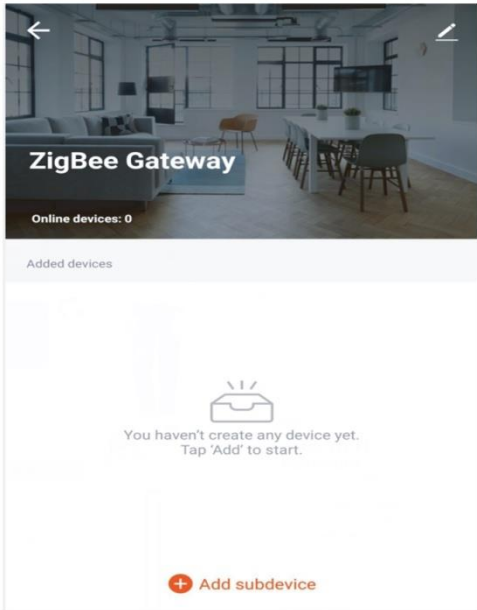 ZigBee Gateway
Online devices: 0
Added devices
You haven't create any device yet.
Tap 'Add' to start.
Add subdevice